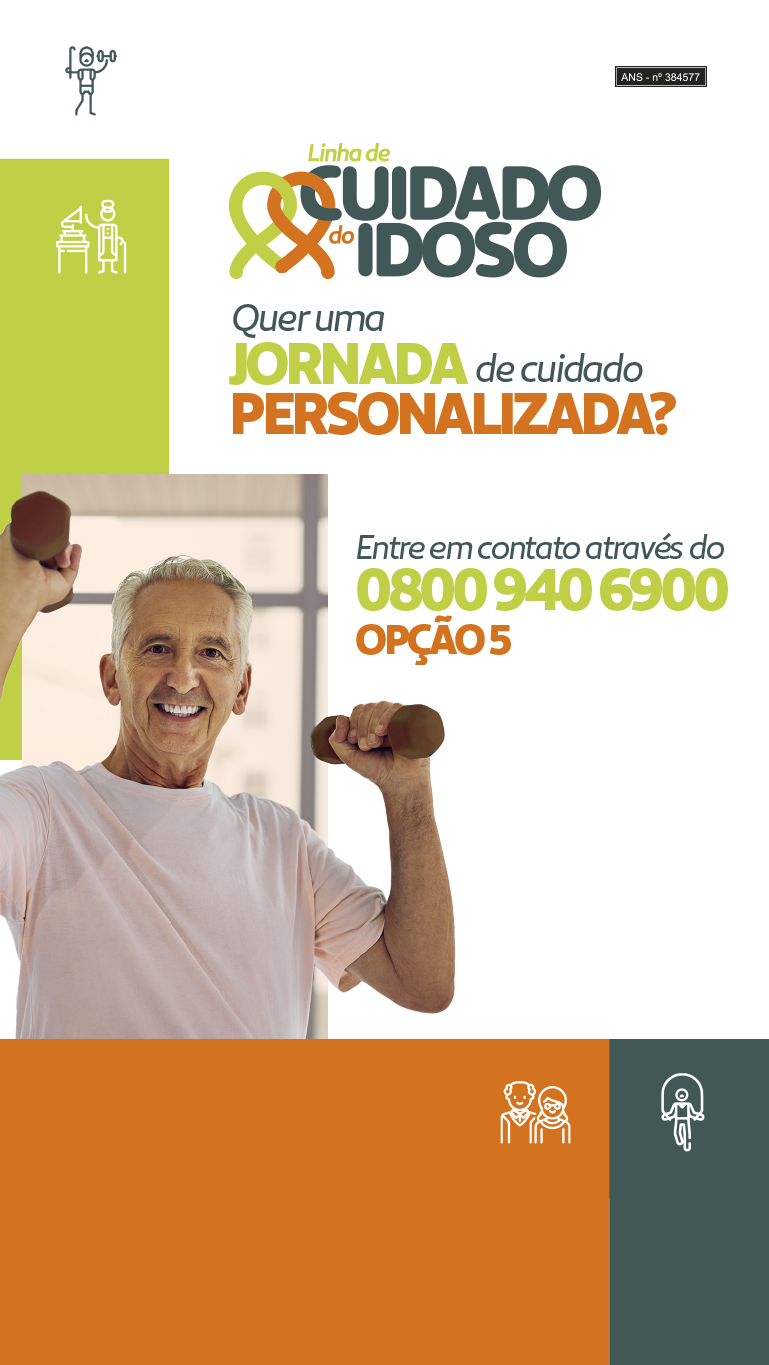 ANS - nº 384577
Linha de
CUIDADO
do IDOSO
Quer uma
JORNADA de cuidado
PERSONALIZADA?
Entre em contato através do
0800 940 6900
OPÇÃO 5